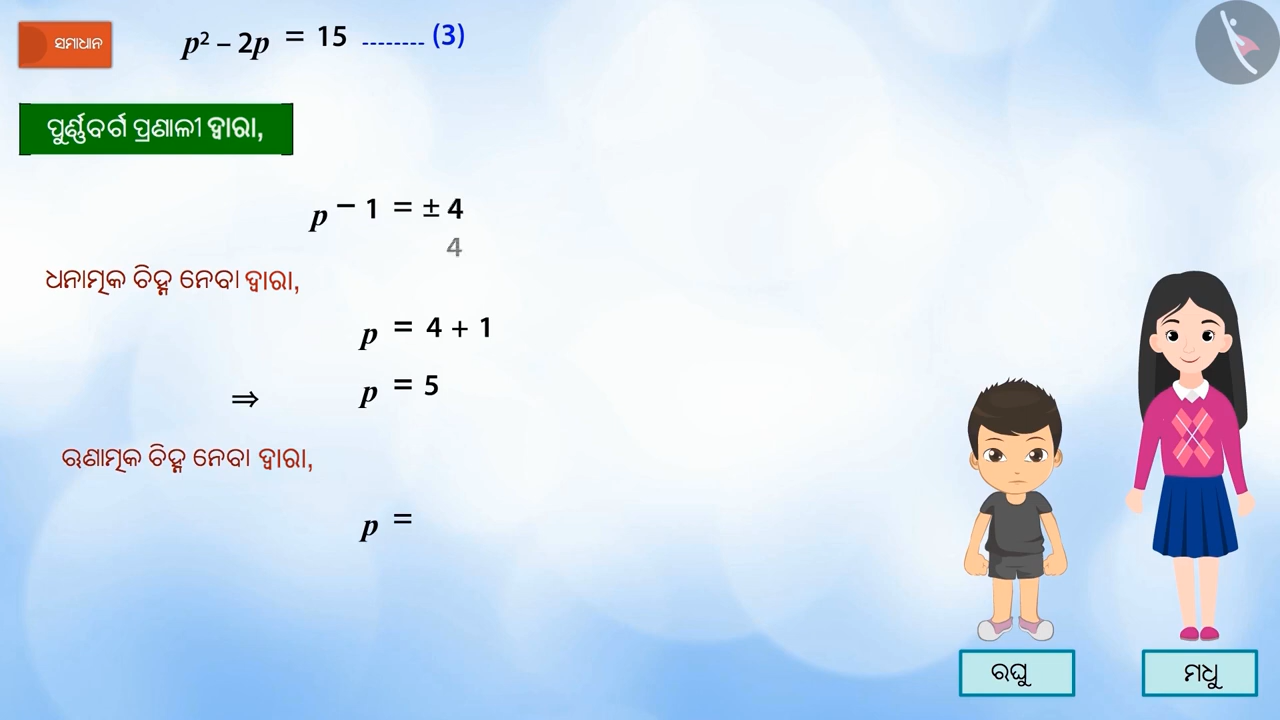 ସମାଧାନ
p² – 2p = 15 -------- (3)
ପୁର୍ଣ୍ଣବର୍ଗ ପ୍ରଣାଳୀ ଦ୍ୱାରା,
p – 1 = ± 4
4
ଧନାତ୍ମକ ଚିହ୍ନ ନେବା ଦ୍ୱାରା,
p = 4 + 1
⇒ p = 5
ଋଣାତ୍ମକ ଚିହ୍ନ ନେବା ଦ୍ୱାରା,
p =
ରଘୁ
ମଧୁ